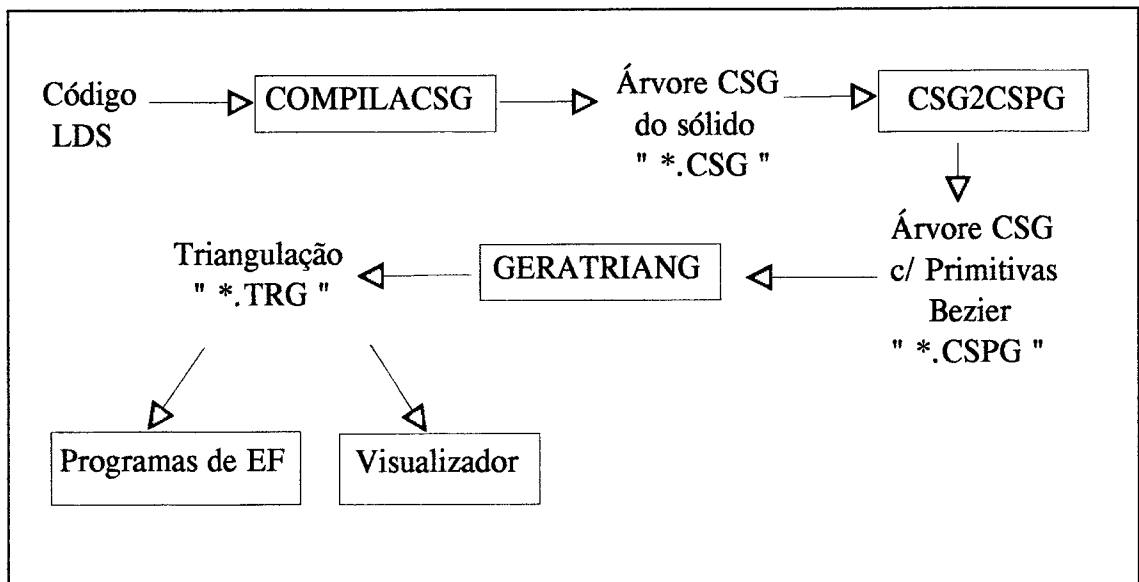 Código
LDS
COMPILACSG
Árvore CSG
do sólido
" *.CSG "
CSG2CSPG
Árvore CSG
c/ Primitivas
Bezier
" *.CSPG "
GERATRIANG
Triangulação
" *.TRG "
Programas de EF
Visualizador